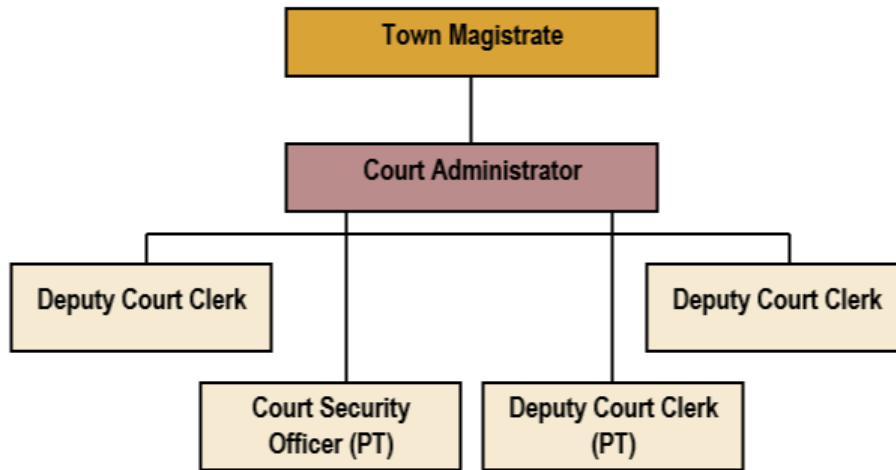 Town Magistrate
Court Administrator
Deputy Court Clerk
Deputy Court Clerk
Court Security
Officer (PT)
Deputy Court Clerk
(PT)